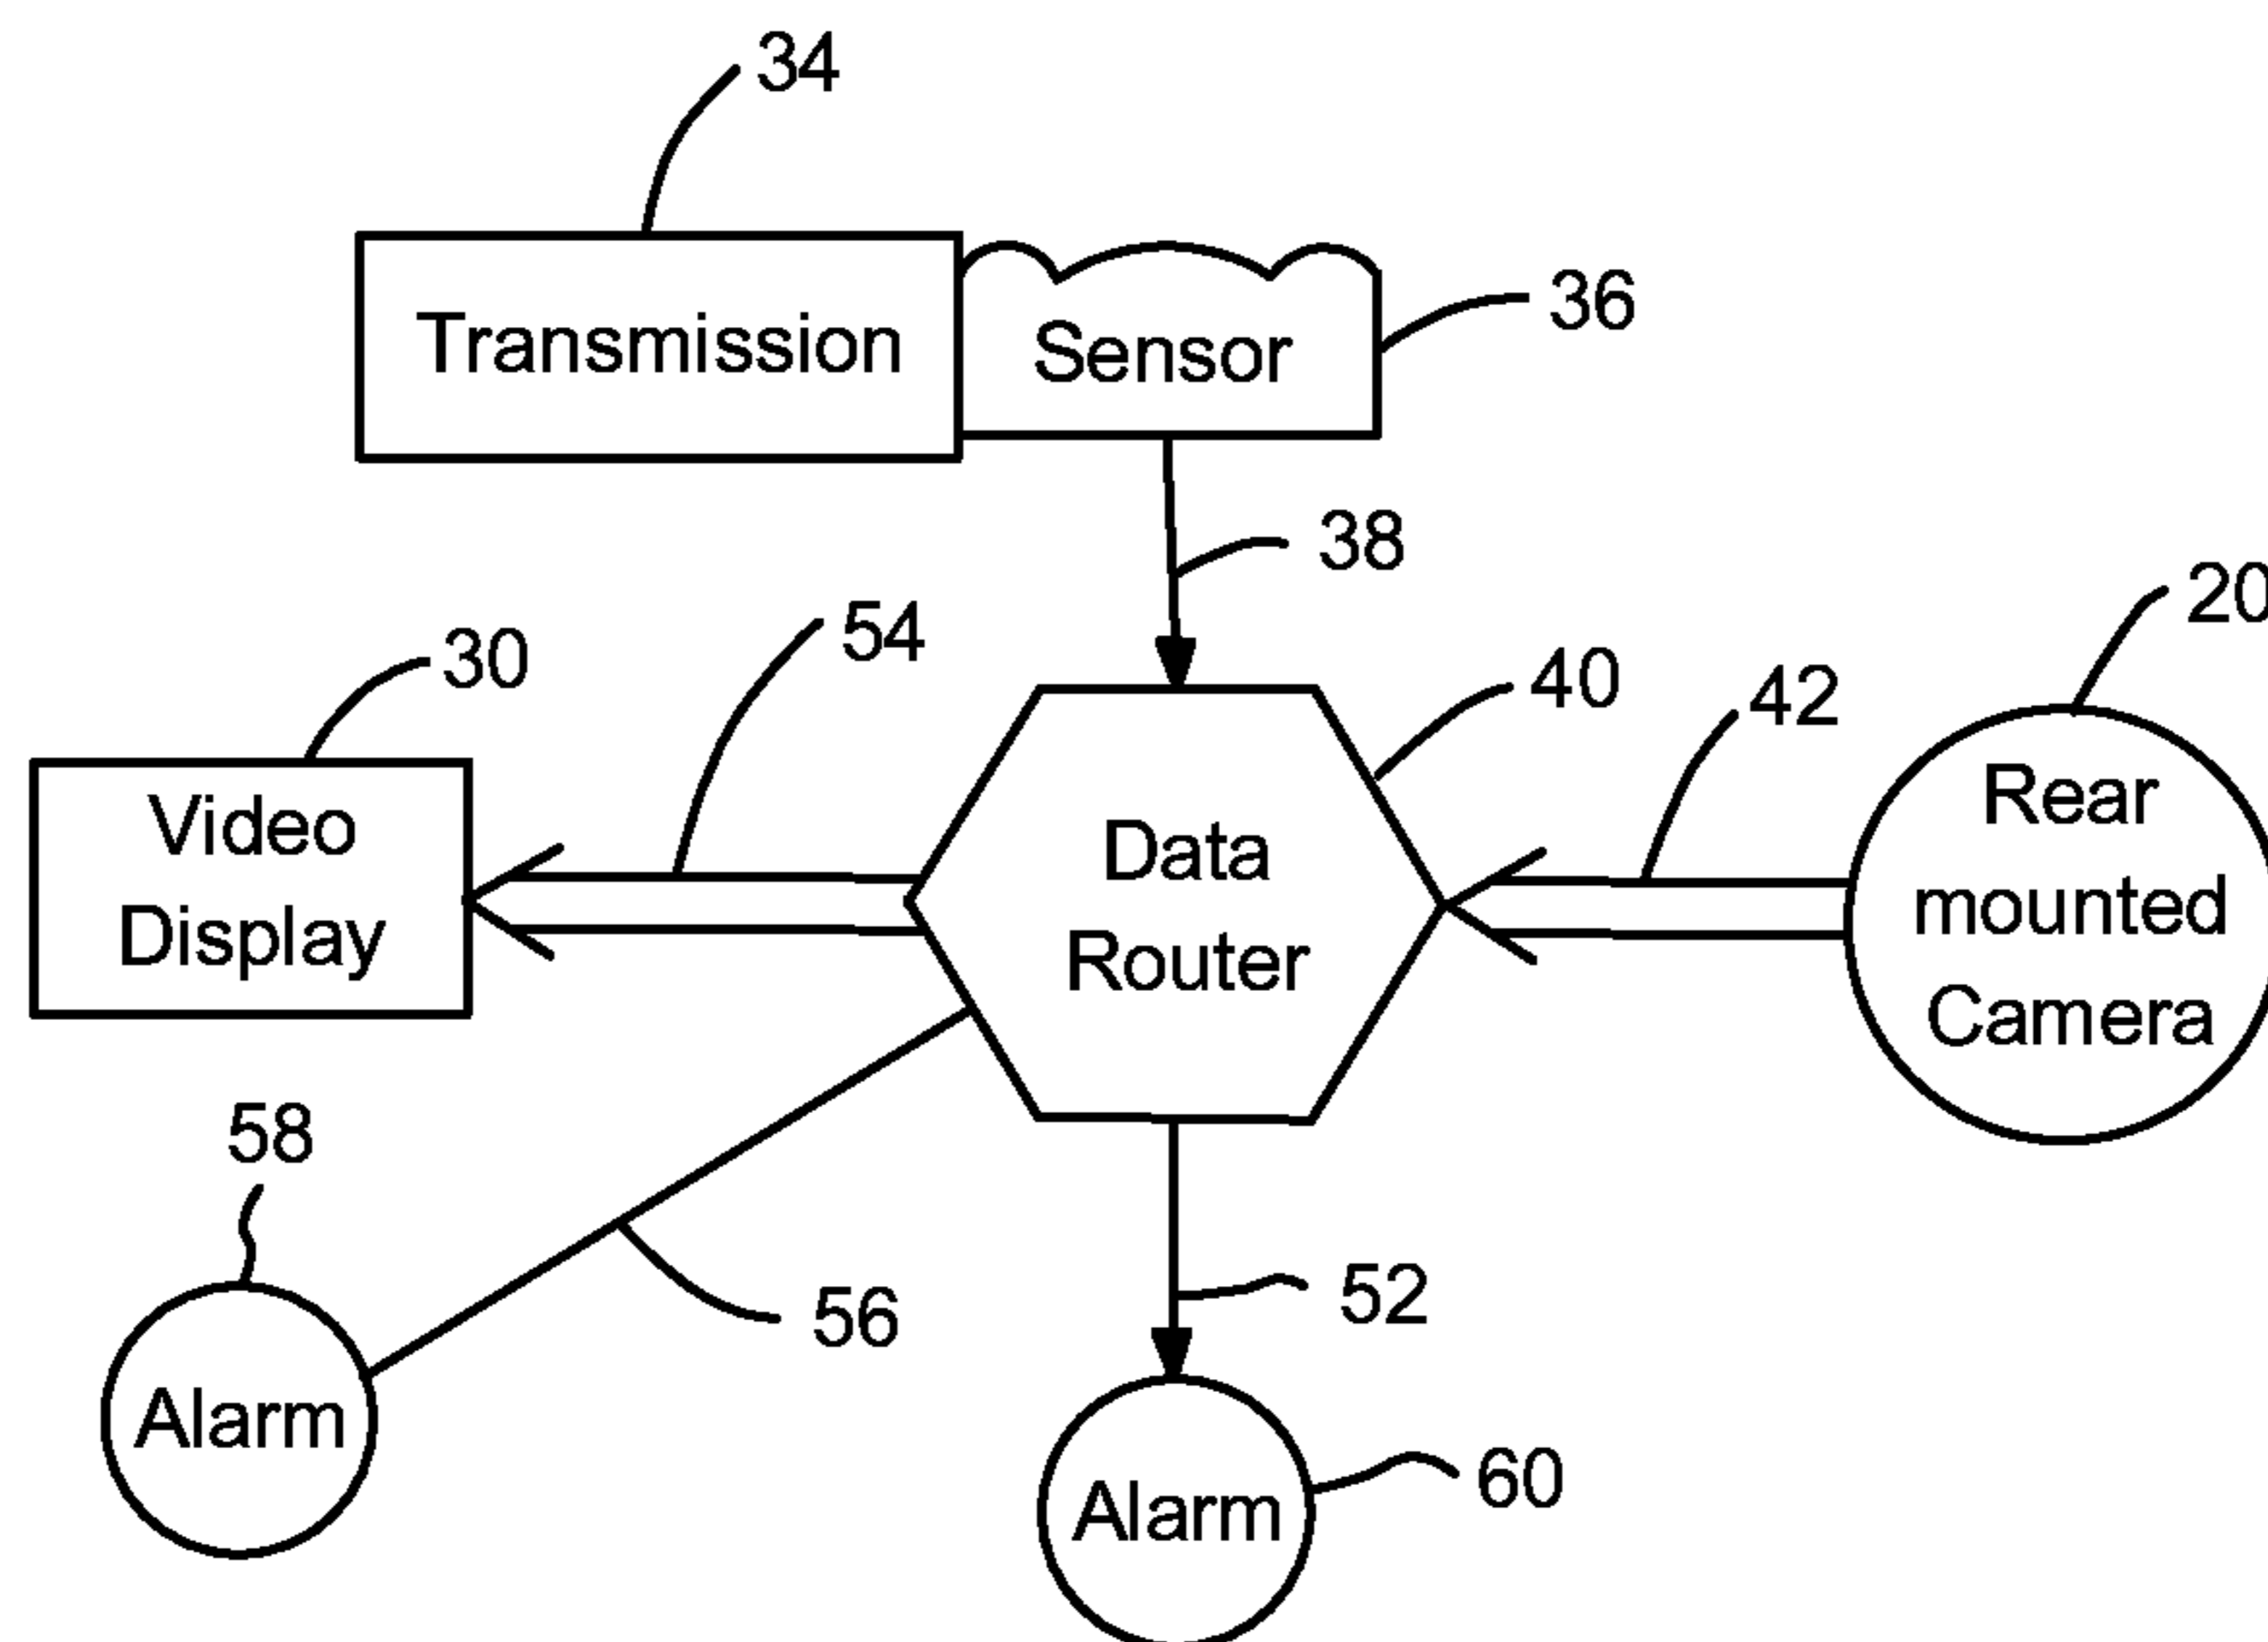 34
Transmission
Sensor
36
38
20
54
30
40
42
Video
Display
Data
Router
Rear
mounted
Camera
58
56
52
Alarm
60
Alarm